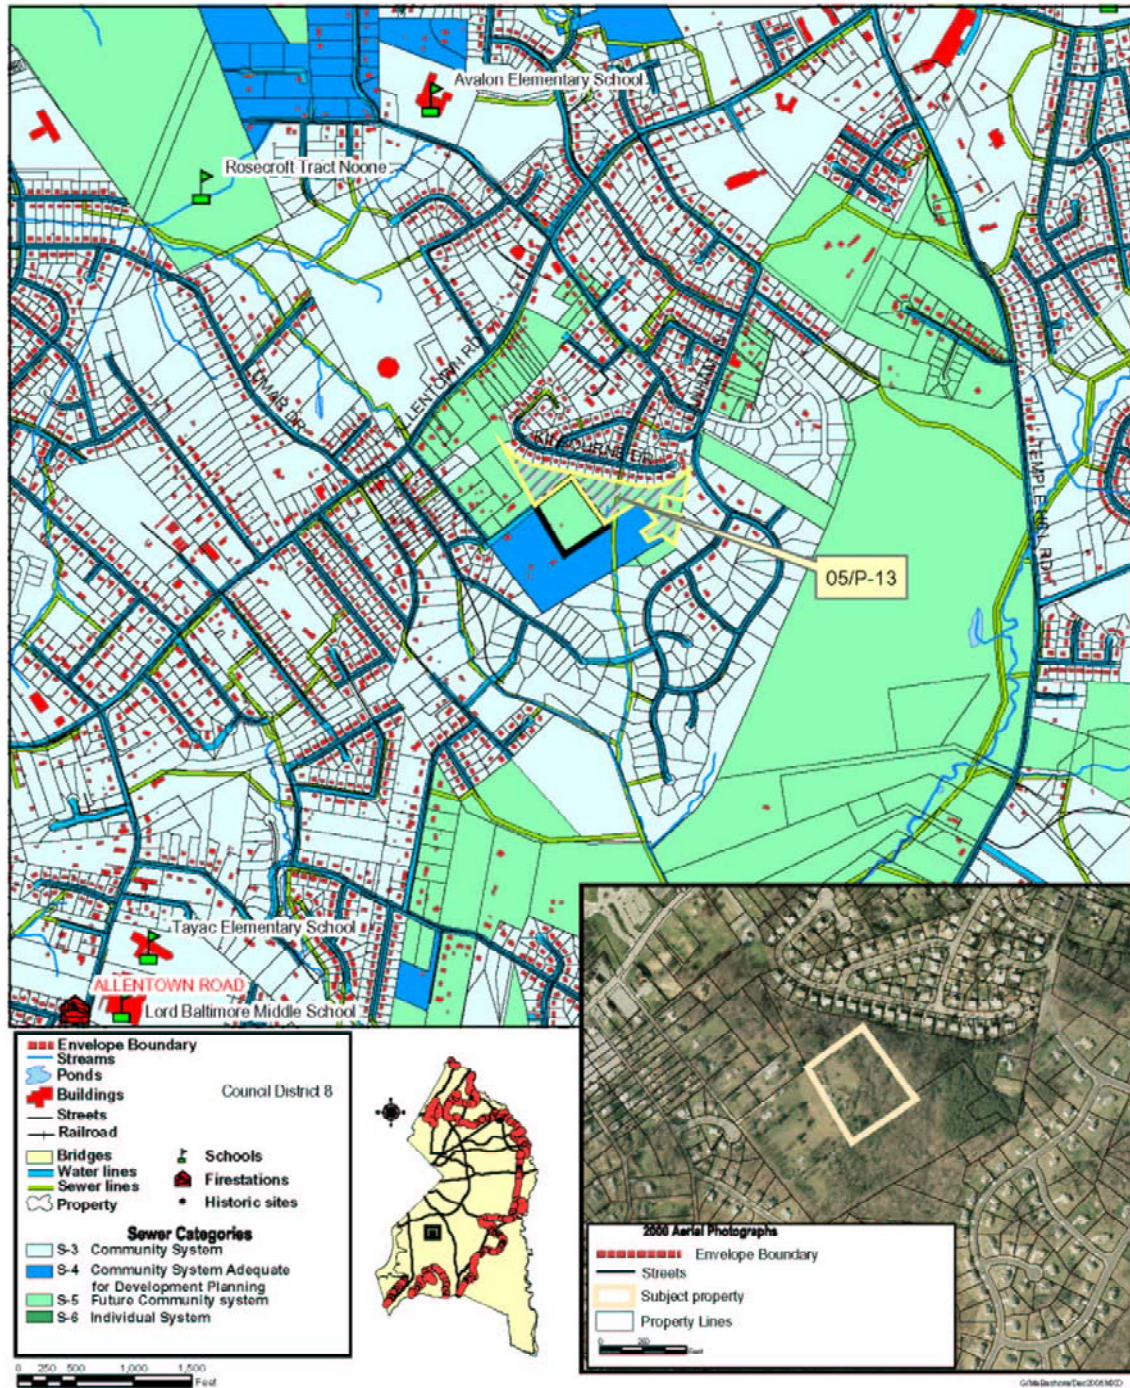 Avalon Elementary School
Rosecroft Tract Noone
KILBOURNE DR
TEMPLE HILL RD
05/P-13
Tayac Elementary School
ALLENTOWN ROAD
Lord Baltimore Middle School
Envelope Boundary
Streams
Ponds
Buildings
Streets
Railroad
Bridges
Water lines
Sewer lines
Property
Council District 8
Schools
Firestations
Historic sites
Sewer Categories
S-3 Community System
S-4 Community System Adequate
for Development Planning
S-5 Future Community system
S-6 Individual System
0 250 500 1,000 1,500
Feet
2000 Aerial Photographs
Envelope Boundary
Streets
Subject property
Property Lines
0 250
Feet